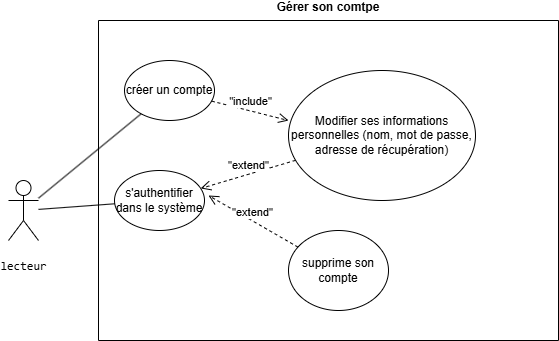 Gérer son comtpe
créer un compte
"include"
Modifier ses informations
personnelles (nom, mot de passe,
adresse de récupération)
"extend"
s'authentifier
dans le système
"extend"
lecteur
supprime son
compte